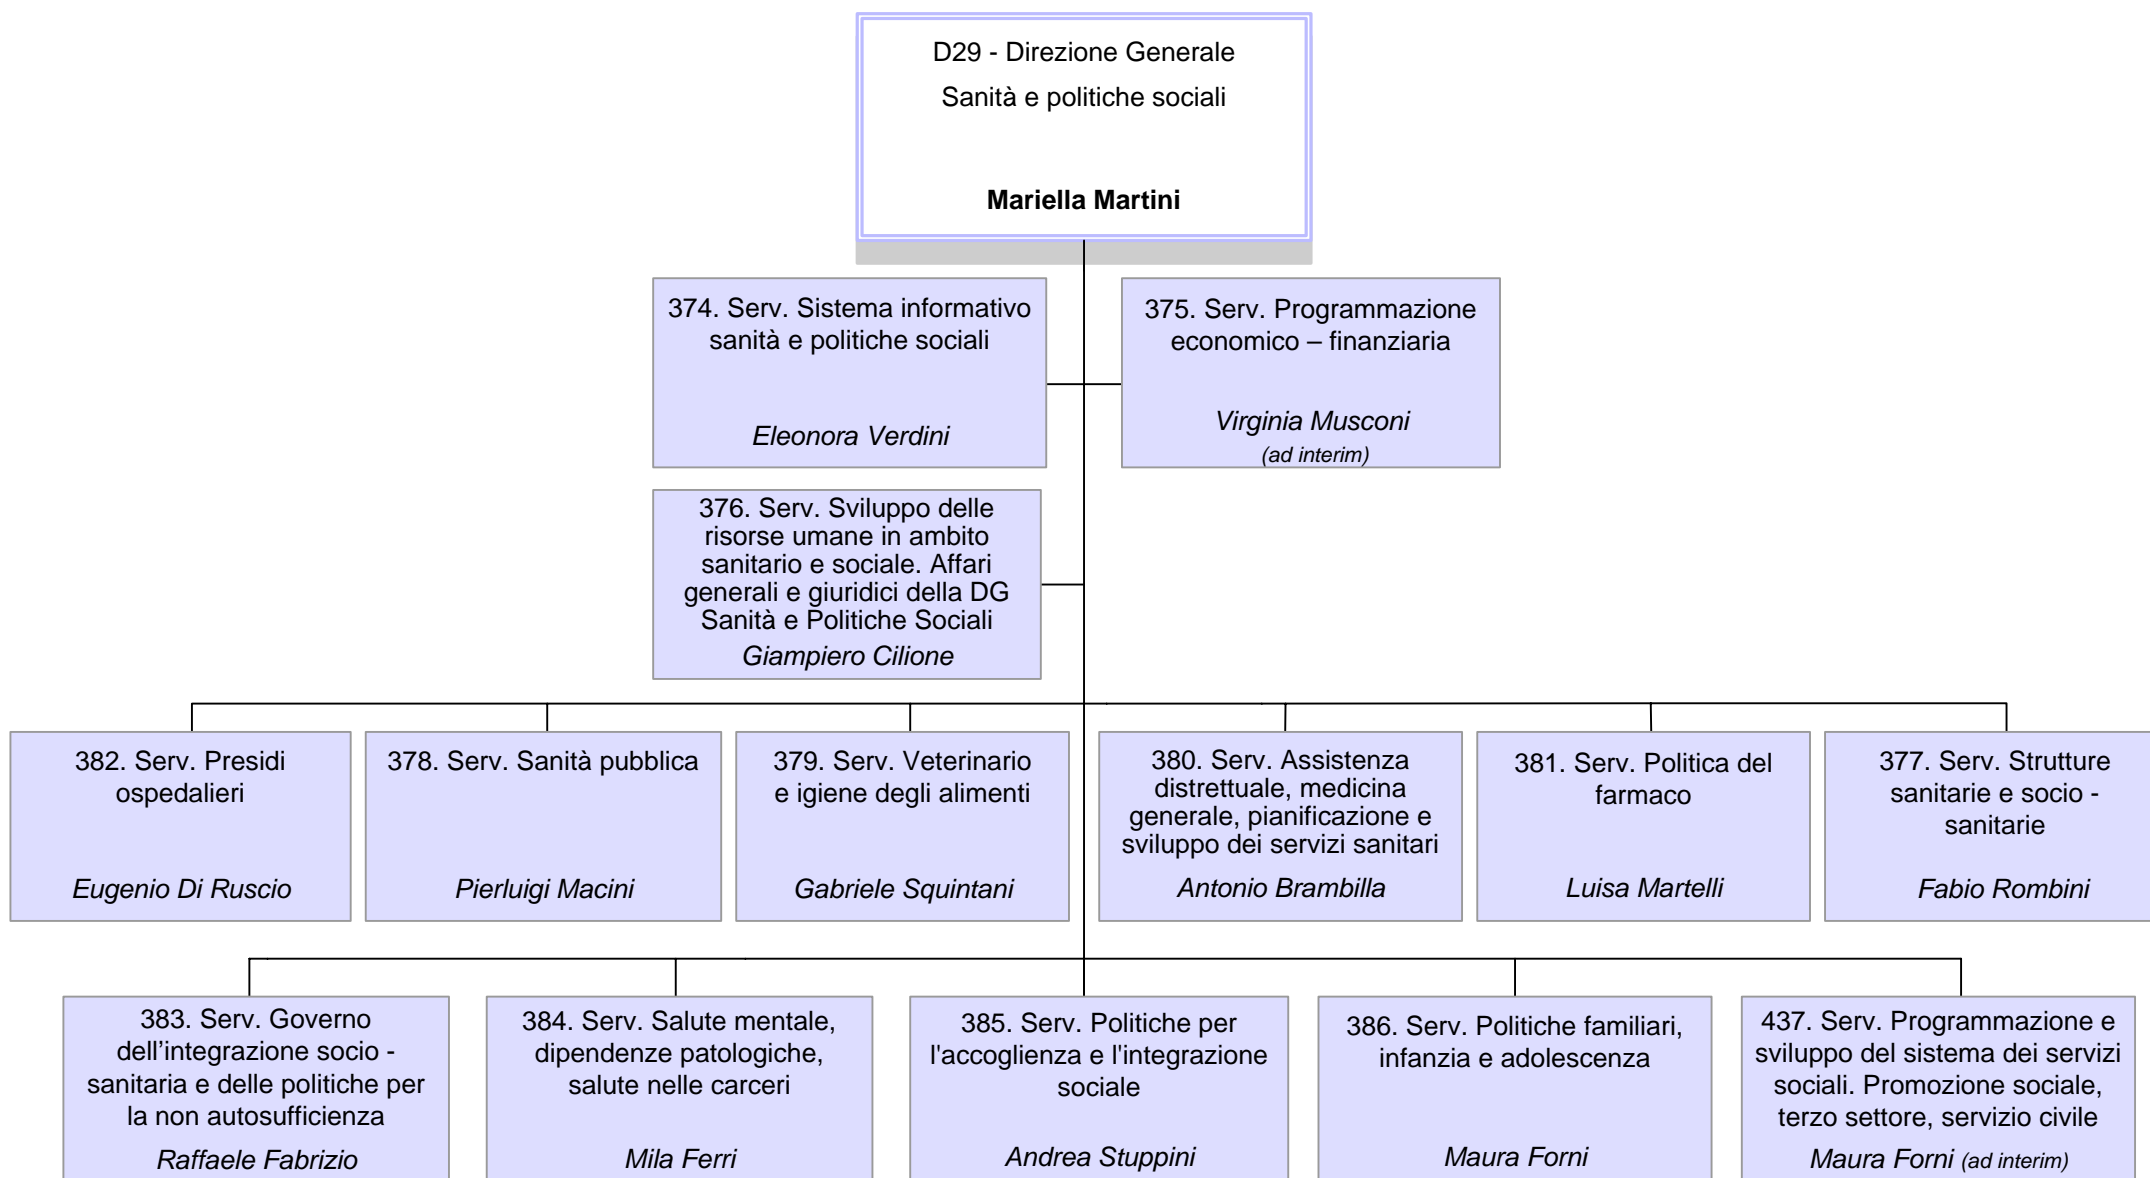 D29 - Direzione Generale
Sanità e politiche sociali
Mariella Martini
374. Serv. Sistema informativo
sanità e politiche sociali
Eleonora Verdini
375. Serv. Programmazione
economico – finanziaria
Virginia Musconi
(ad interim)
376. Serv. Sviluppo delle
risorse umane in ambito
sanitario e sociale. Affari
generali e giuridici della DG
Sanità e Politiche Sociali
Giampiero Cilione
382. Serv. Presidi
ospedalieri
Eugenio Di Ruscio
378. Serv. Sanità pubblica
Pierluigi Macini
379. Serv. Veterinario
e igiene degli alimenti
Gabriele Squintani
380. Serv. Assistenza
distrettuale, medicina
generale, pianificazione e
sviluppo dei servizi sanitari
Antonio Brambilla
381. Serv. Politica del
farmaco
Luisa Martelli
377. Serv. Strutture
sanitarie e socio -
sanitarie
Fabio Rombini
383. Serv. Governo
dell’integrazione socio -
sanitaria e delle politiche per
la non autosufficienza
Raffaele Fabrizio
384. Serv. Salute mentale,
dipendenze patologiche,
salute nelle carceri
Mila Ferri
385. Serv. Politiche per
l'accoglienza e l'integrazione
sociale
Andrea Stuppini
386. Serv. Politiche familiari,
infanzia e adolescenza
Maura Forni
437. Serv. Programmazione e
sviluppo del sistema dei servizi
sociali. Promozione sociale,
terzo settore, servizio civile
Maura Forni (ad interim)